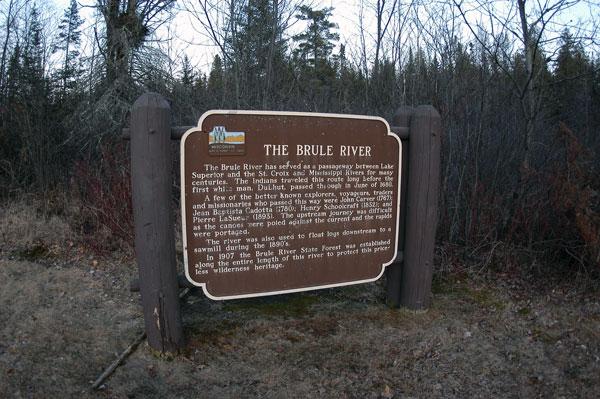 WISCONSIN
THE BRULE RIVER
The Brule River has served as a passageway between Lake
Superior and the St. Croix and Mississippi Rivers for many
centuries. The Indians traveled this route long before the
first white man, DuLhut, passed through in June of 1680.
A few of the better known explorers, voyageurs, traders
and missionaries who passed this way were John Carver (1767);
Jean Baptista Cadotta (1780); Henry Schoolcraft (1832); and
Pierre LaSueur (1693). The upstream journey was difficult
as the canoes were poled against the current and the rapids
were portaged.
The river was also used to float logs downstream to a
sawmill during the 1890's.
In 1907 the Brule River State Forest was established
along the entire length of this river to protect this price-
less wilderness heritage.